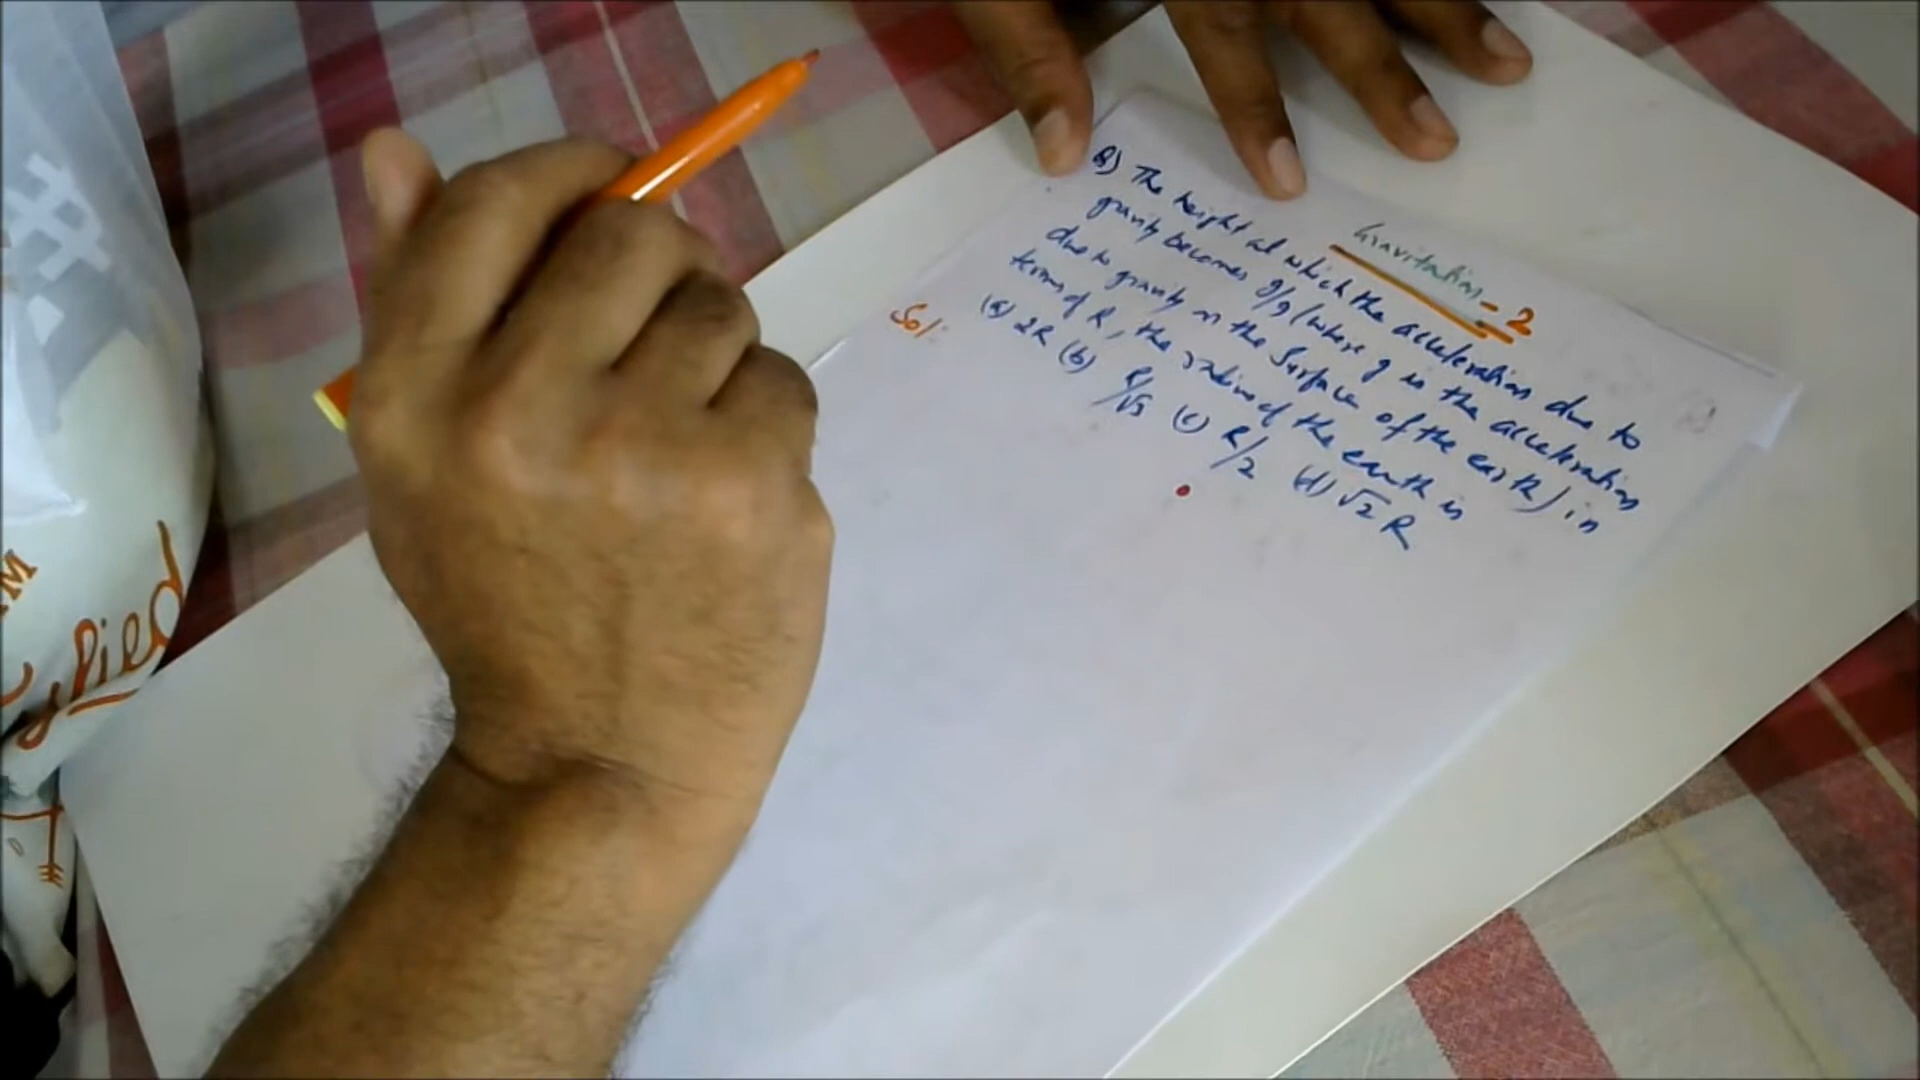 Gravitation - 2
Q) The height at which the acceleration due to
gravity becomes g/9 (where g is the acceleration
due to gravity on the surface of the earth) in
terms of R, the radius of the earth is
(a) 2R (b) R/√3 (c) R/2 (d) √2 R
Sol:
M